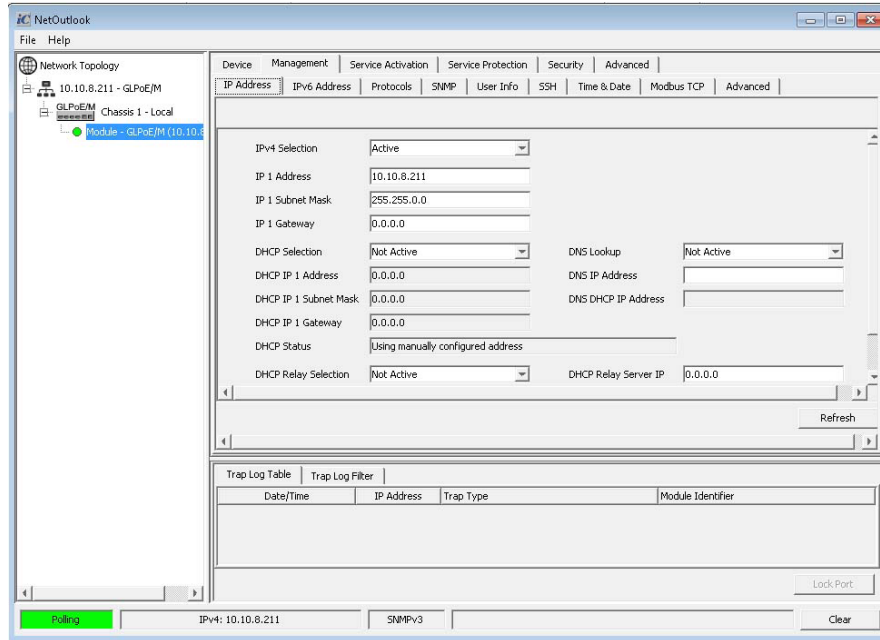 iC NetOutlook
File Help
Network Topology
10.10.8.211 - GLPoE/M
GLPoE/M Chassis 1 - Local
Module - GLPoE/M (10.10.8
Device Management Service Activation Service Protection Security Advanced
IP Address IPv6 Address Protocols SNMP User Info SSH Time & Date Modbus TCP Advanced
IPv4 Selection Active
IP 1 Address 10.10.8.211
IP 1 Subnet Mask 255.255.0.0
IP 1 Gateway 0.0.0.0
DHCP Selection Not Active DNS Lookup Not Active
DHCP IP 1 Address 0.0.0.0 DNS IP Address
DHCP IP 1 Subnet Mask 0.0.0.0 DNS DHCP IP Address
DHCP IP 1 Gateway 0.0.0.0
DHCP Status Using manually configured address
DHCP Relay Selection Not Active DHCP Relay Server IP 0.0.0.0
Refresh
Trap Log Table Trap Log Filter
Date/Time IP Address Trap Type Module Identifier
Lock Port
Polling IPv4: 10.10.8.211 SNMPv3 Clear